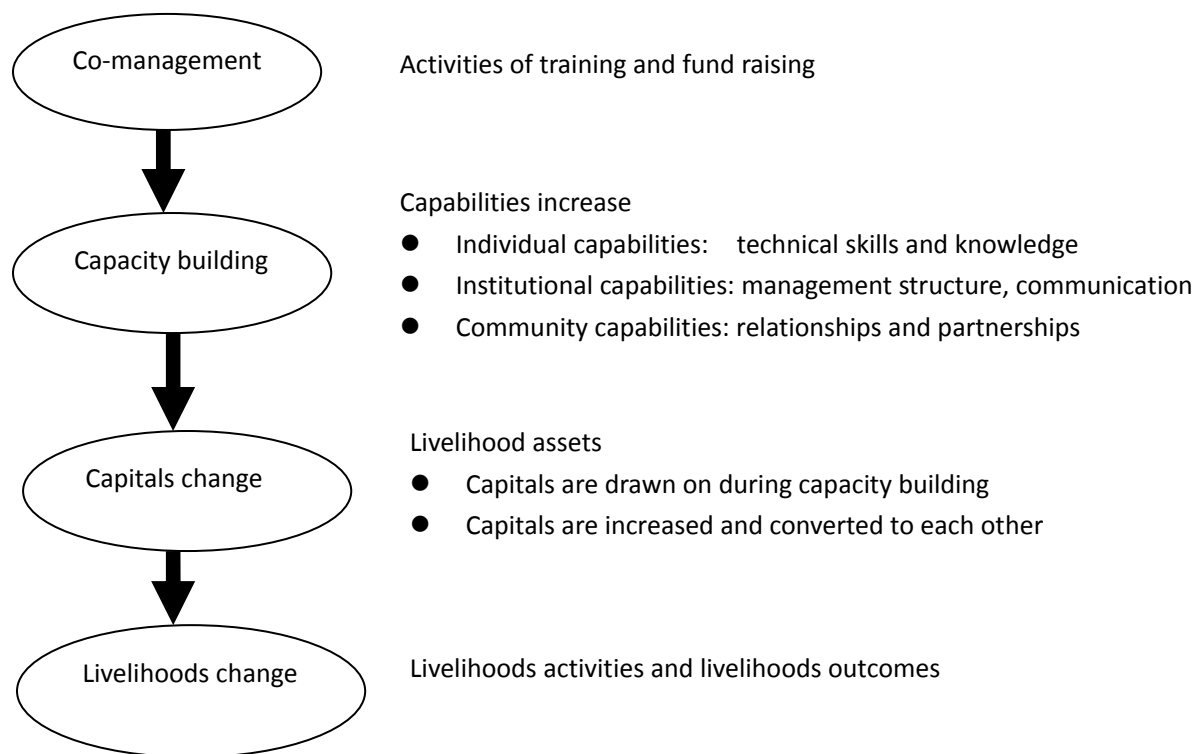 Co-management
Activities of training and fund raising
Capacity building
Capabilities increase
● Individual capabilities: technical skills and knowledge
● Institutional capabilities: management structure, communication
● Community capabilities: relationships and partnerships
Capitals change
Livelihood assets
● Capitals are drawn on during capacity building
● Capitals are increased and converted to each other
Livelihoods change
Livelihoods activities and livelihoods outcomes